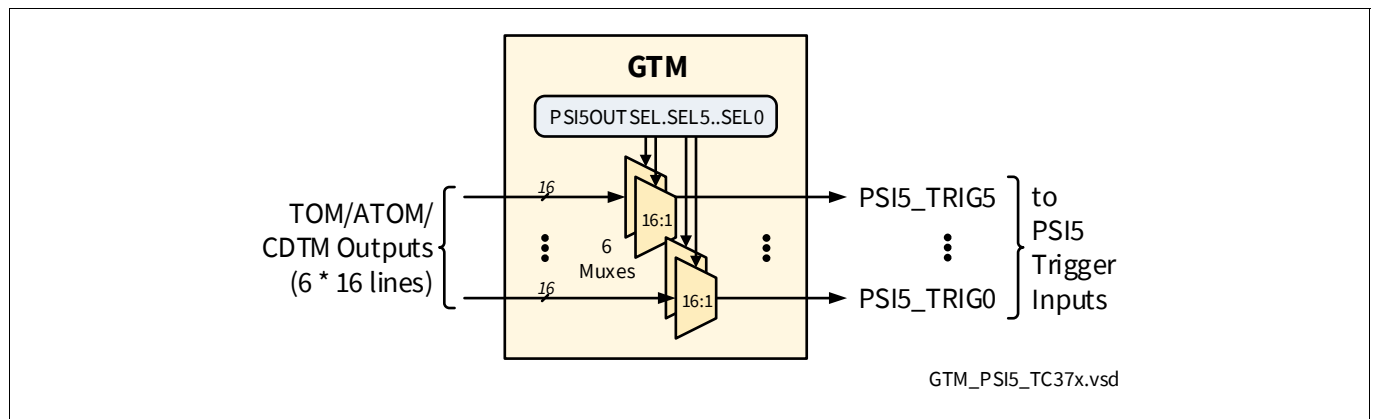 GTM
PSI5OUTSEL.SEL5..SEL0
16
16:1
PSI5_TRIG5
TOM/ATOM/
CDTM Outputs
(6 * 16 lines)
6
Muxes
to
PSI5
Trigger
Inputs
16
16:1
PSI5_TRIG0
GTM_PSI5_TC37x.vsd